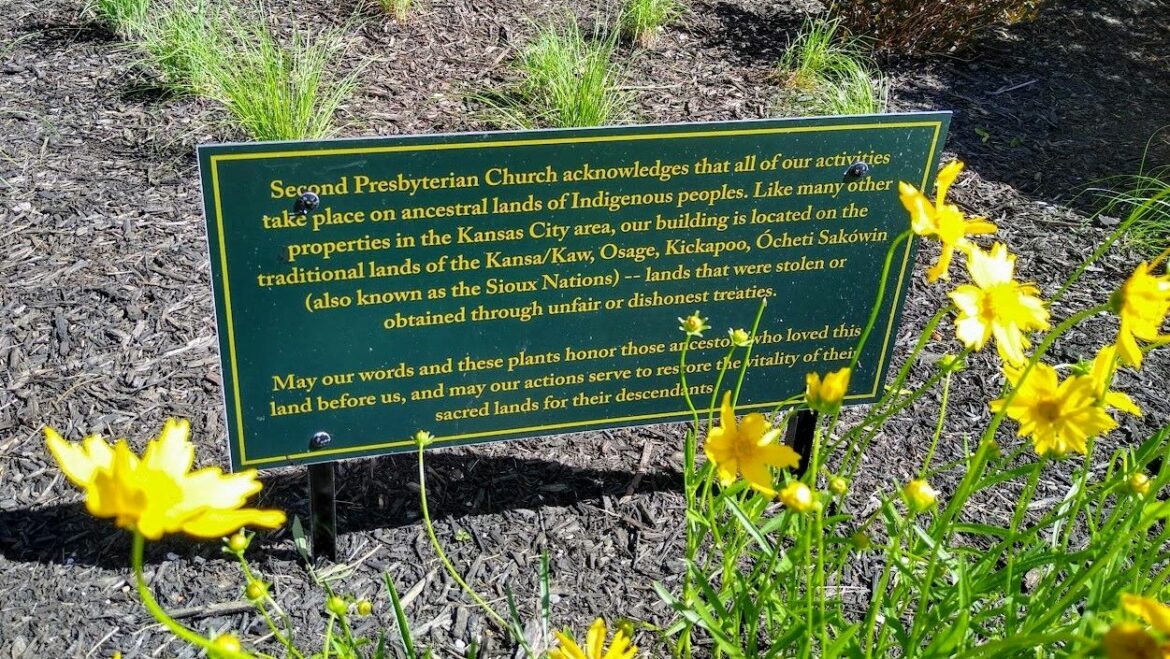 Second Presbyterian Church acknowledges that all of our activities
take place on ancestral lands of Indigenous peoples. Like many other
properties in the Kansas City area, our building is located on the
traditional lands of the Kansa/Kaw, Osage, Kickapoo, Ócheti Sakówin
(also known as the Sioux Nations) -- lands that were stolen or
obtained through unfair or dishonest treaties.
May our words and these plants honor those ancestors who loved this
land before us, and may our actions serve to restore the vitality of their
sacred lands for their descendants